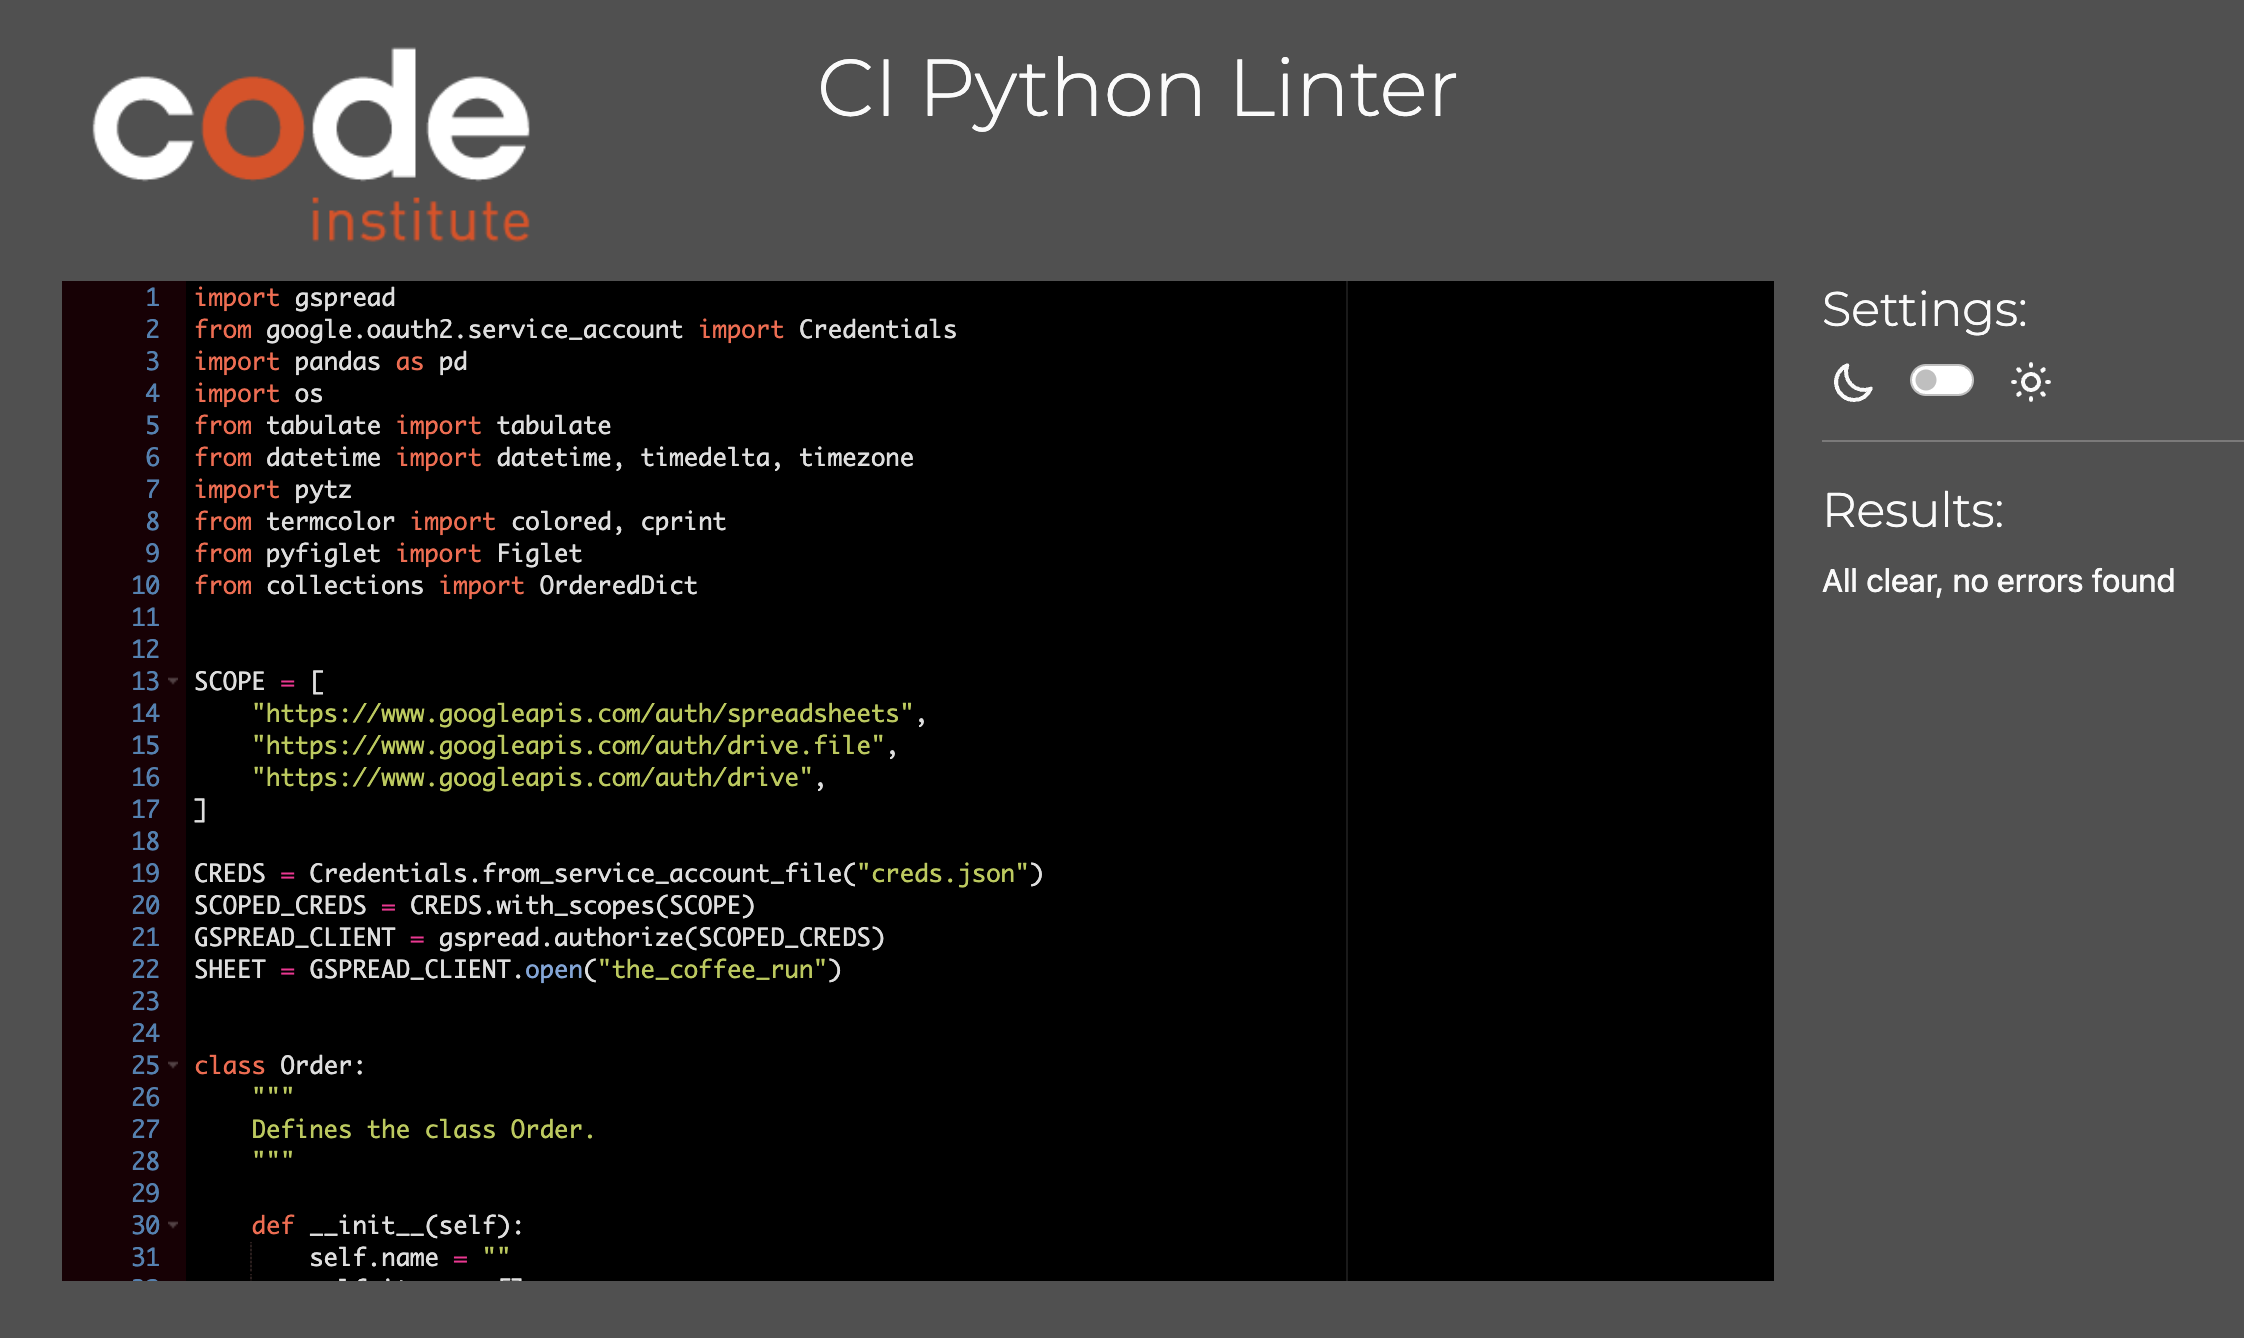 code
institute
CI Python Linter
1 import gspread
2 from google.oauth2.service_account import Credentials
3 import pandas as pd
4 import os
5 from tabulate import tabulate
6 from datetime import datetime, timedelta, timezone
7 import pytz
8 from termcolor import colored, cprint
9 from pyfiglet import Figlet
10 from collections import OrderedDict
11
12
13 SCOPE = [
14     "https://www.googleapis.com/auth/spreadsheets",
15     "https://www.googleapis.com/auth/drive.file",
16     "https://www.googleapis.com/auth/drive",
17 ]
18
19 CREDS = Credentials.from_service_account_file("creds.json")
20 SCOPED_CREDS = CREDS.with_scopes(SCOPE)
21 GSPREAD_CLIENT = gspread.authorize(SCOPED_CREDS)
22 SHEET = GSPREAD_CLIENT.open("the_coffee_run")
23
24
25 class Order:
26     """
27     Defines the class Order.
28     """
29
30     def __init__(self):
31         self.name = ""
Settings:
Results:
All clear, no errors found